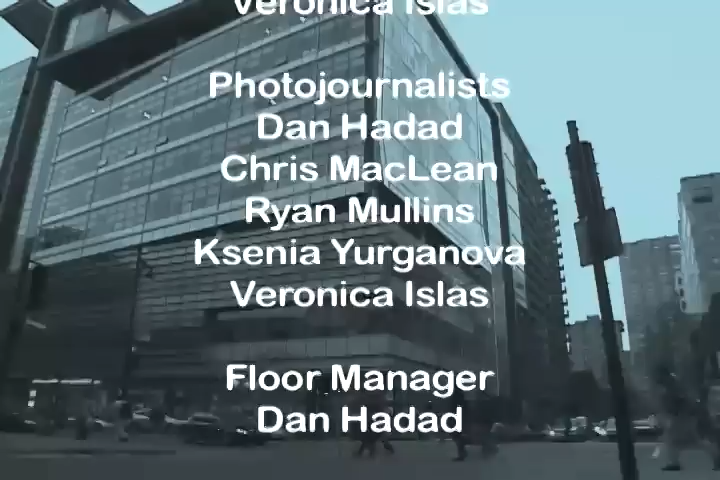 Veronica Islas
Photojournalists
Dan Hadad
Chris MacLean
Ryan Mullins
Ksenia Yurganova
Veronica Islas
Floor Manager
Dan Hadad